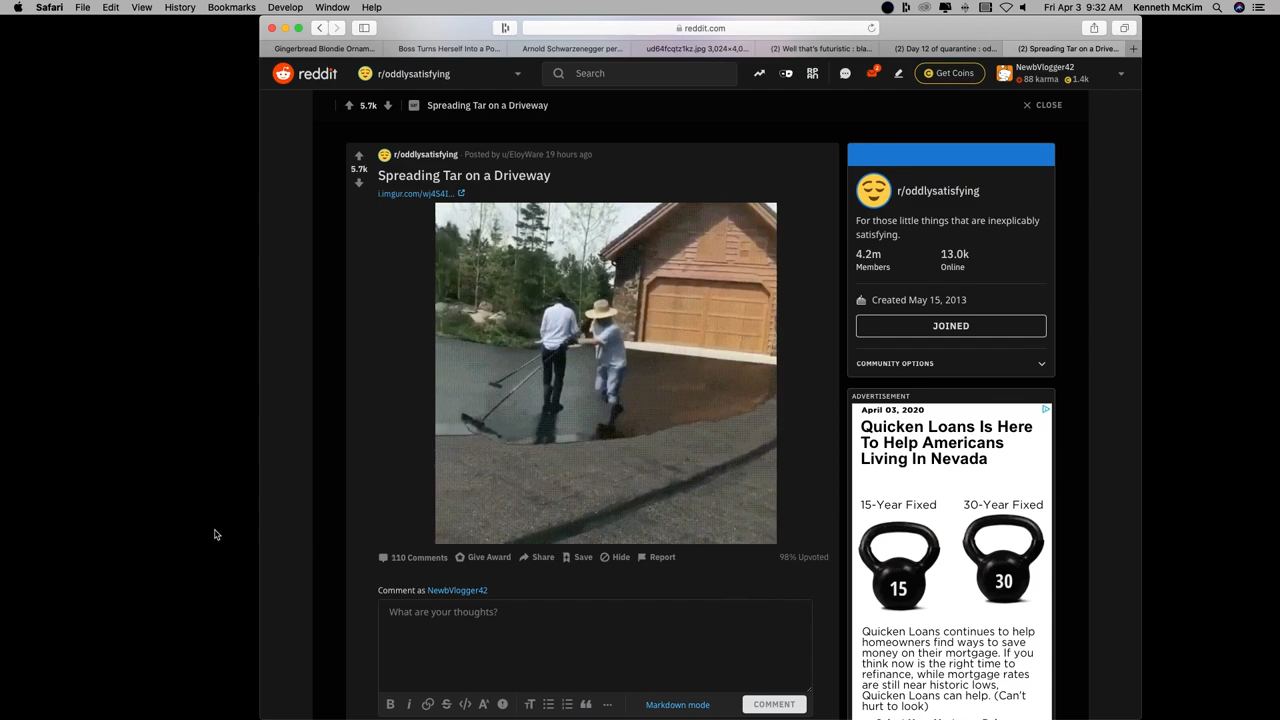 Safari File Edit View History Bookmarks Develop Window Help Fri Apr 3 9:32 AM Kenneth McKim
reddit.com
Gingerbread Blondie Ornam... Boss Turns Herself Into a Po... Arnold Schwarzenegger per... ud64fcqtz1kz.jpg 3,024×4,0... (2) Well that's futuristic : bla... (2) Day 12 of quarantine : od... (2) Spreading Tar on a Drive...
reddit r/oddlysatisfying Search Get Coins NewbVlogger42
88 karma 1.4k
5.7k Spreading Tar on a Driveway CLOSE
r/oddlysatisfying · Posted by u/EloyWare 19 hours ago
5.7k
Spreading Tar on a Driveway
i.imgur.com/wj4S4I...
110 Comments Give Award Share Save Hide Report 98% Upvoted
Comment as NewbVlogger42
What are your thoughts?
Markdown mode COMMENT
r/oddlysatisfying
For those little things that are inexplicably
satisfying.
4.2m 13.0k
Members Online
Created May 15, 2013
JOINED
COMMUNITY OPTIONS
ADVERTISEMENT
April 03, 2020
Quicken Loans Is Here
To Help Americans
Living In Nevada
15-Year Fixed 30-Year Fixed
15 30
Quicken Loans continues to help
homeowners find ways to save
money on their mortgage. If you
think now is the right time to
refinance, while mortgage rates
are still near historic lows,
Quicken Loans can help. (Can't
hurt to look)